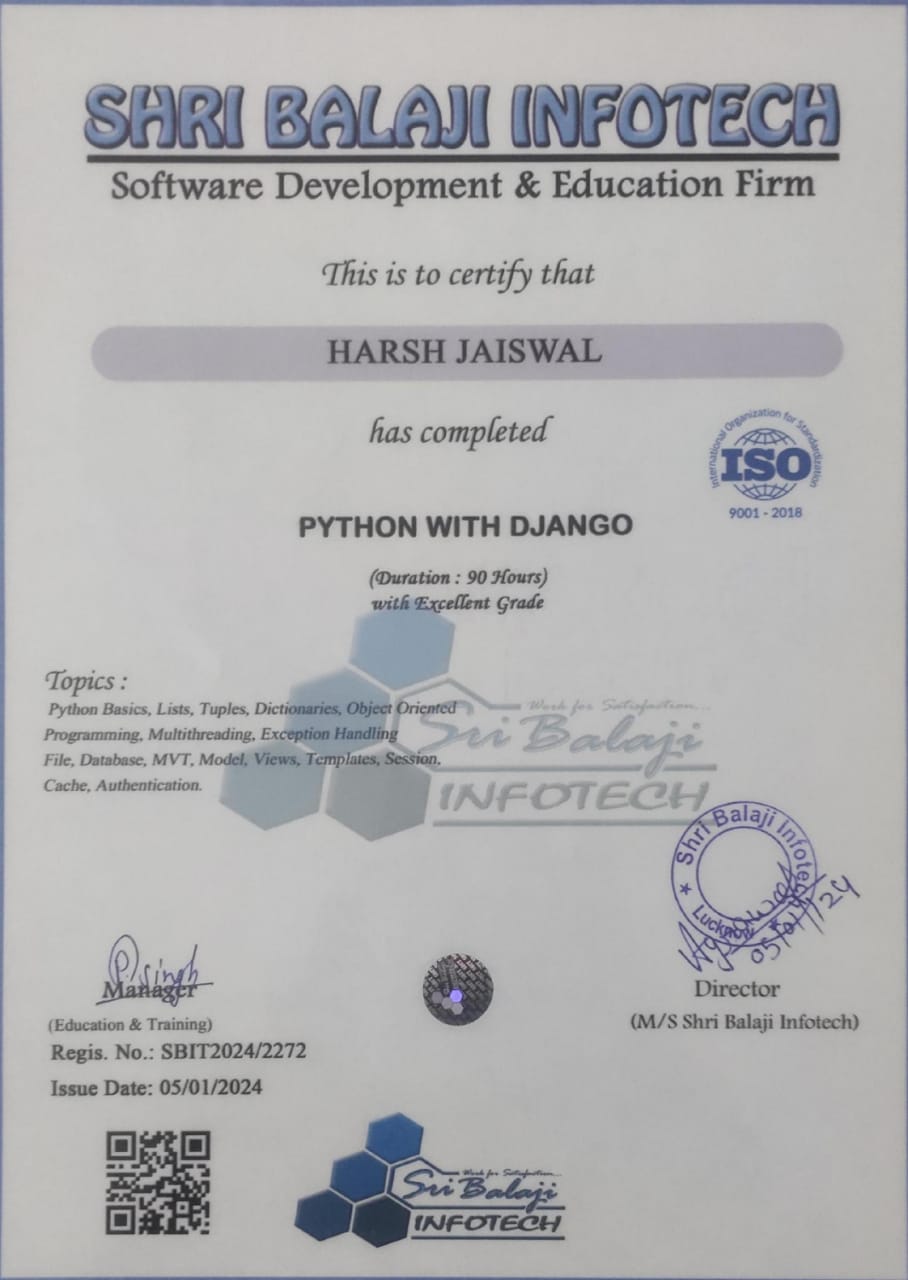 SHRI BALAJI INFOTECH
Software Development & Education Firm
This is to certify that
HARSH JAISWAL
has completed
International Organization for Standardization
ISO
9001 - 2018
PYTHON WITH DJANGO
(Duration : 90 Hours)
with Excellent Grade
Topics :
Python Basics, Lists, Tuples, Dictionaries, Object Oriented
Programming, Multithreading, Exception Handling
File, Database, MVT, Model, Views, Templates, Session,
Cache, Authentication.
Work for Satisfaction...
Sri Balaji
INFOTECH
Shri Balaji Infotech
Lucknow
05/01/24
P. Singh
Manager
(Education & Training)
Director
(M/S Shri Balaji Infotech)
Regis. No.: SBIT2024/2272
Issue Date: 05/01/2024
Work for Satisfaction...
Sri Balaji
INFOTECH